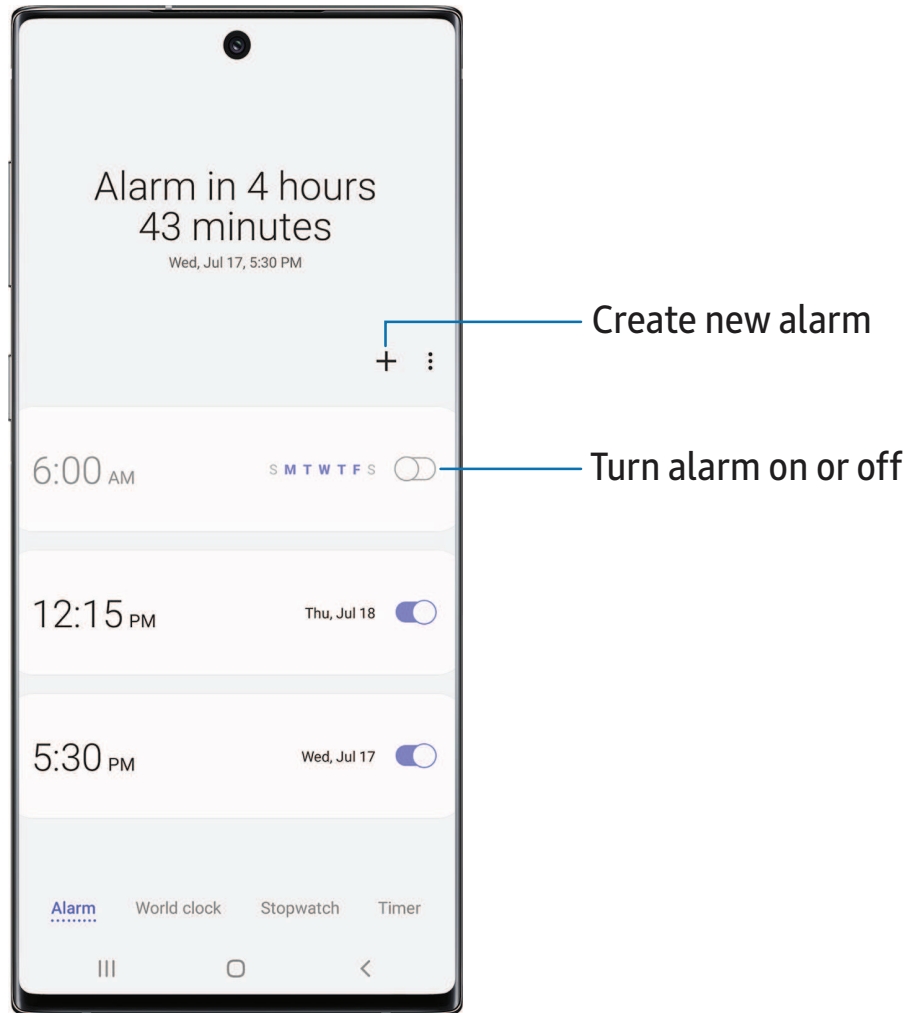 Alarm in 4 hours
43 minutes
Wed, Jul 17, 5:30 PM
Create new alarm
6:00 AM S M T W T F S
Turn alarm on or off
12:15 PM Thu, Jul 18
5:30 PM Wed, Jul 17
Alarm World clock Stopwatch Timer